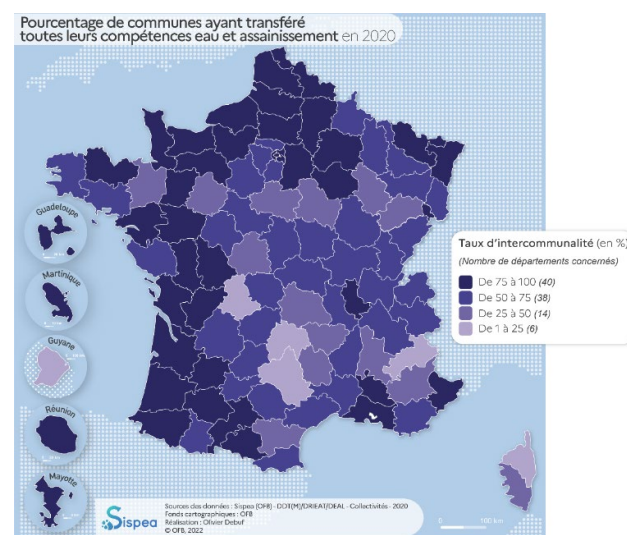 Pourcentage de communes ayant transféré
toutes leurs compétences eau et assainissement en 2020
Guadeloupe
Martinique
Guyane
Réunion
Mayotte
Taux d'intercommunalité (en %)
(Nombre de départements concernés)
De 75 à 100 (40)
De 50 à 75 (38)
De 25 à 50 (14)
De 1 à 25 (6)
Sispea
Sources des données : Sispea (OFB) - DDT(M)/DRIEAT/DEAL - Collectivités - 2020
Fonds cartographiques : OFB
Réalisation : Olivier Debuf
© OFB, 2022
0 100 km